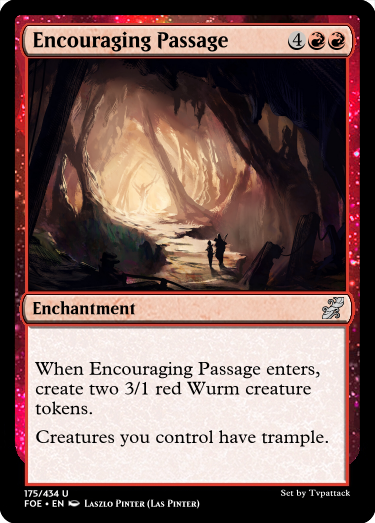 Encouraging Passage 4
Enchantment
When Encouraging Passage enters,
create two 3/1 red Wurm creature
tokens.
Creatures you control have trample.
175/434 U
Set by Tvpattack
FOE • EN Laszlo Pinter (Las Pinter)